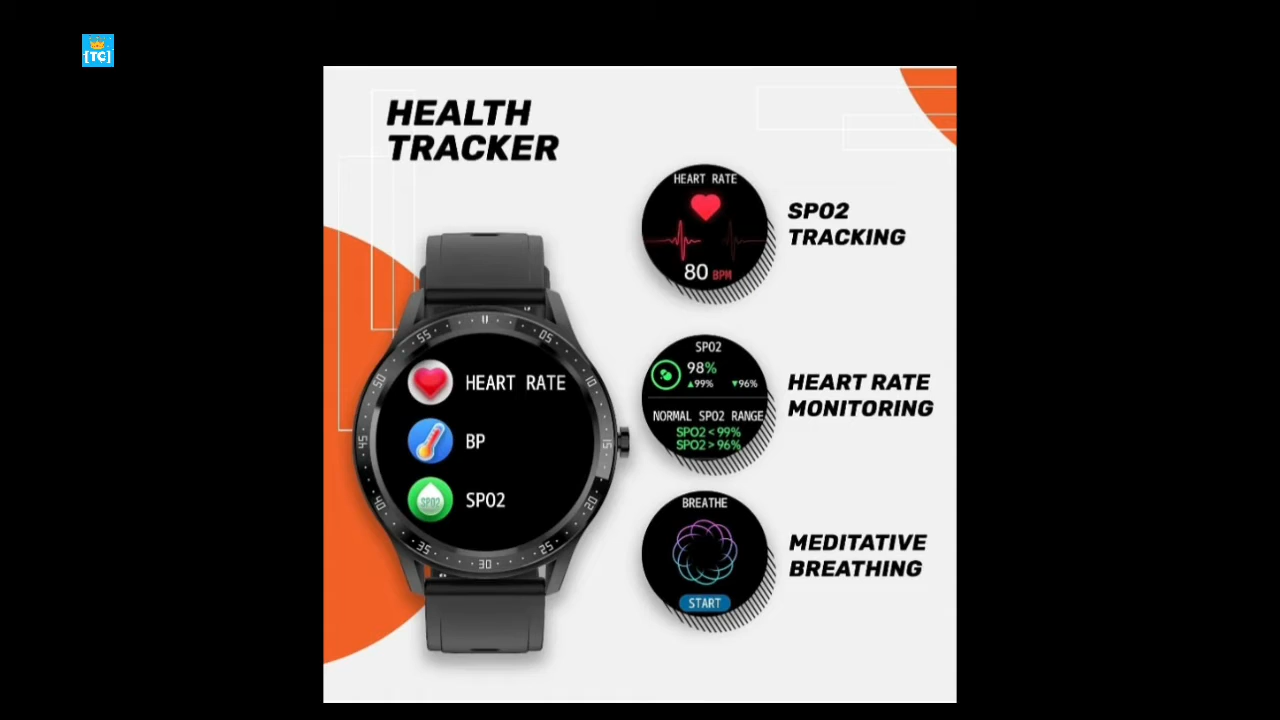 [TC]
HEALTH
TRACKER
HEART RATE
80 BPM
SPO2
TRACKING
55
05
50
10
45
15
40
20
35
25
30
HEART RATE
BP
SPO2
SPO2
SPO2
98%
▲99% ▼96%
NORMAL SPO2 RANGE
SPO2 < 99%
SPO2 > 96%
HEART RATE
MONITORING
BREATHE
START
MEDITATIVE
BREATHING